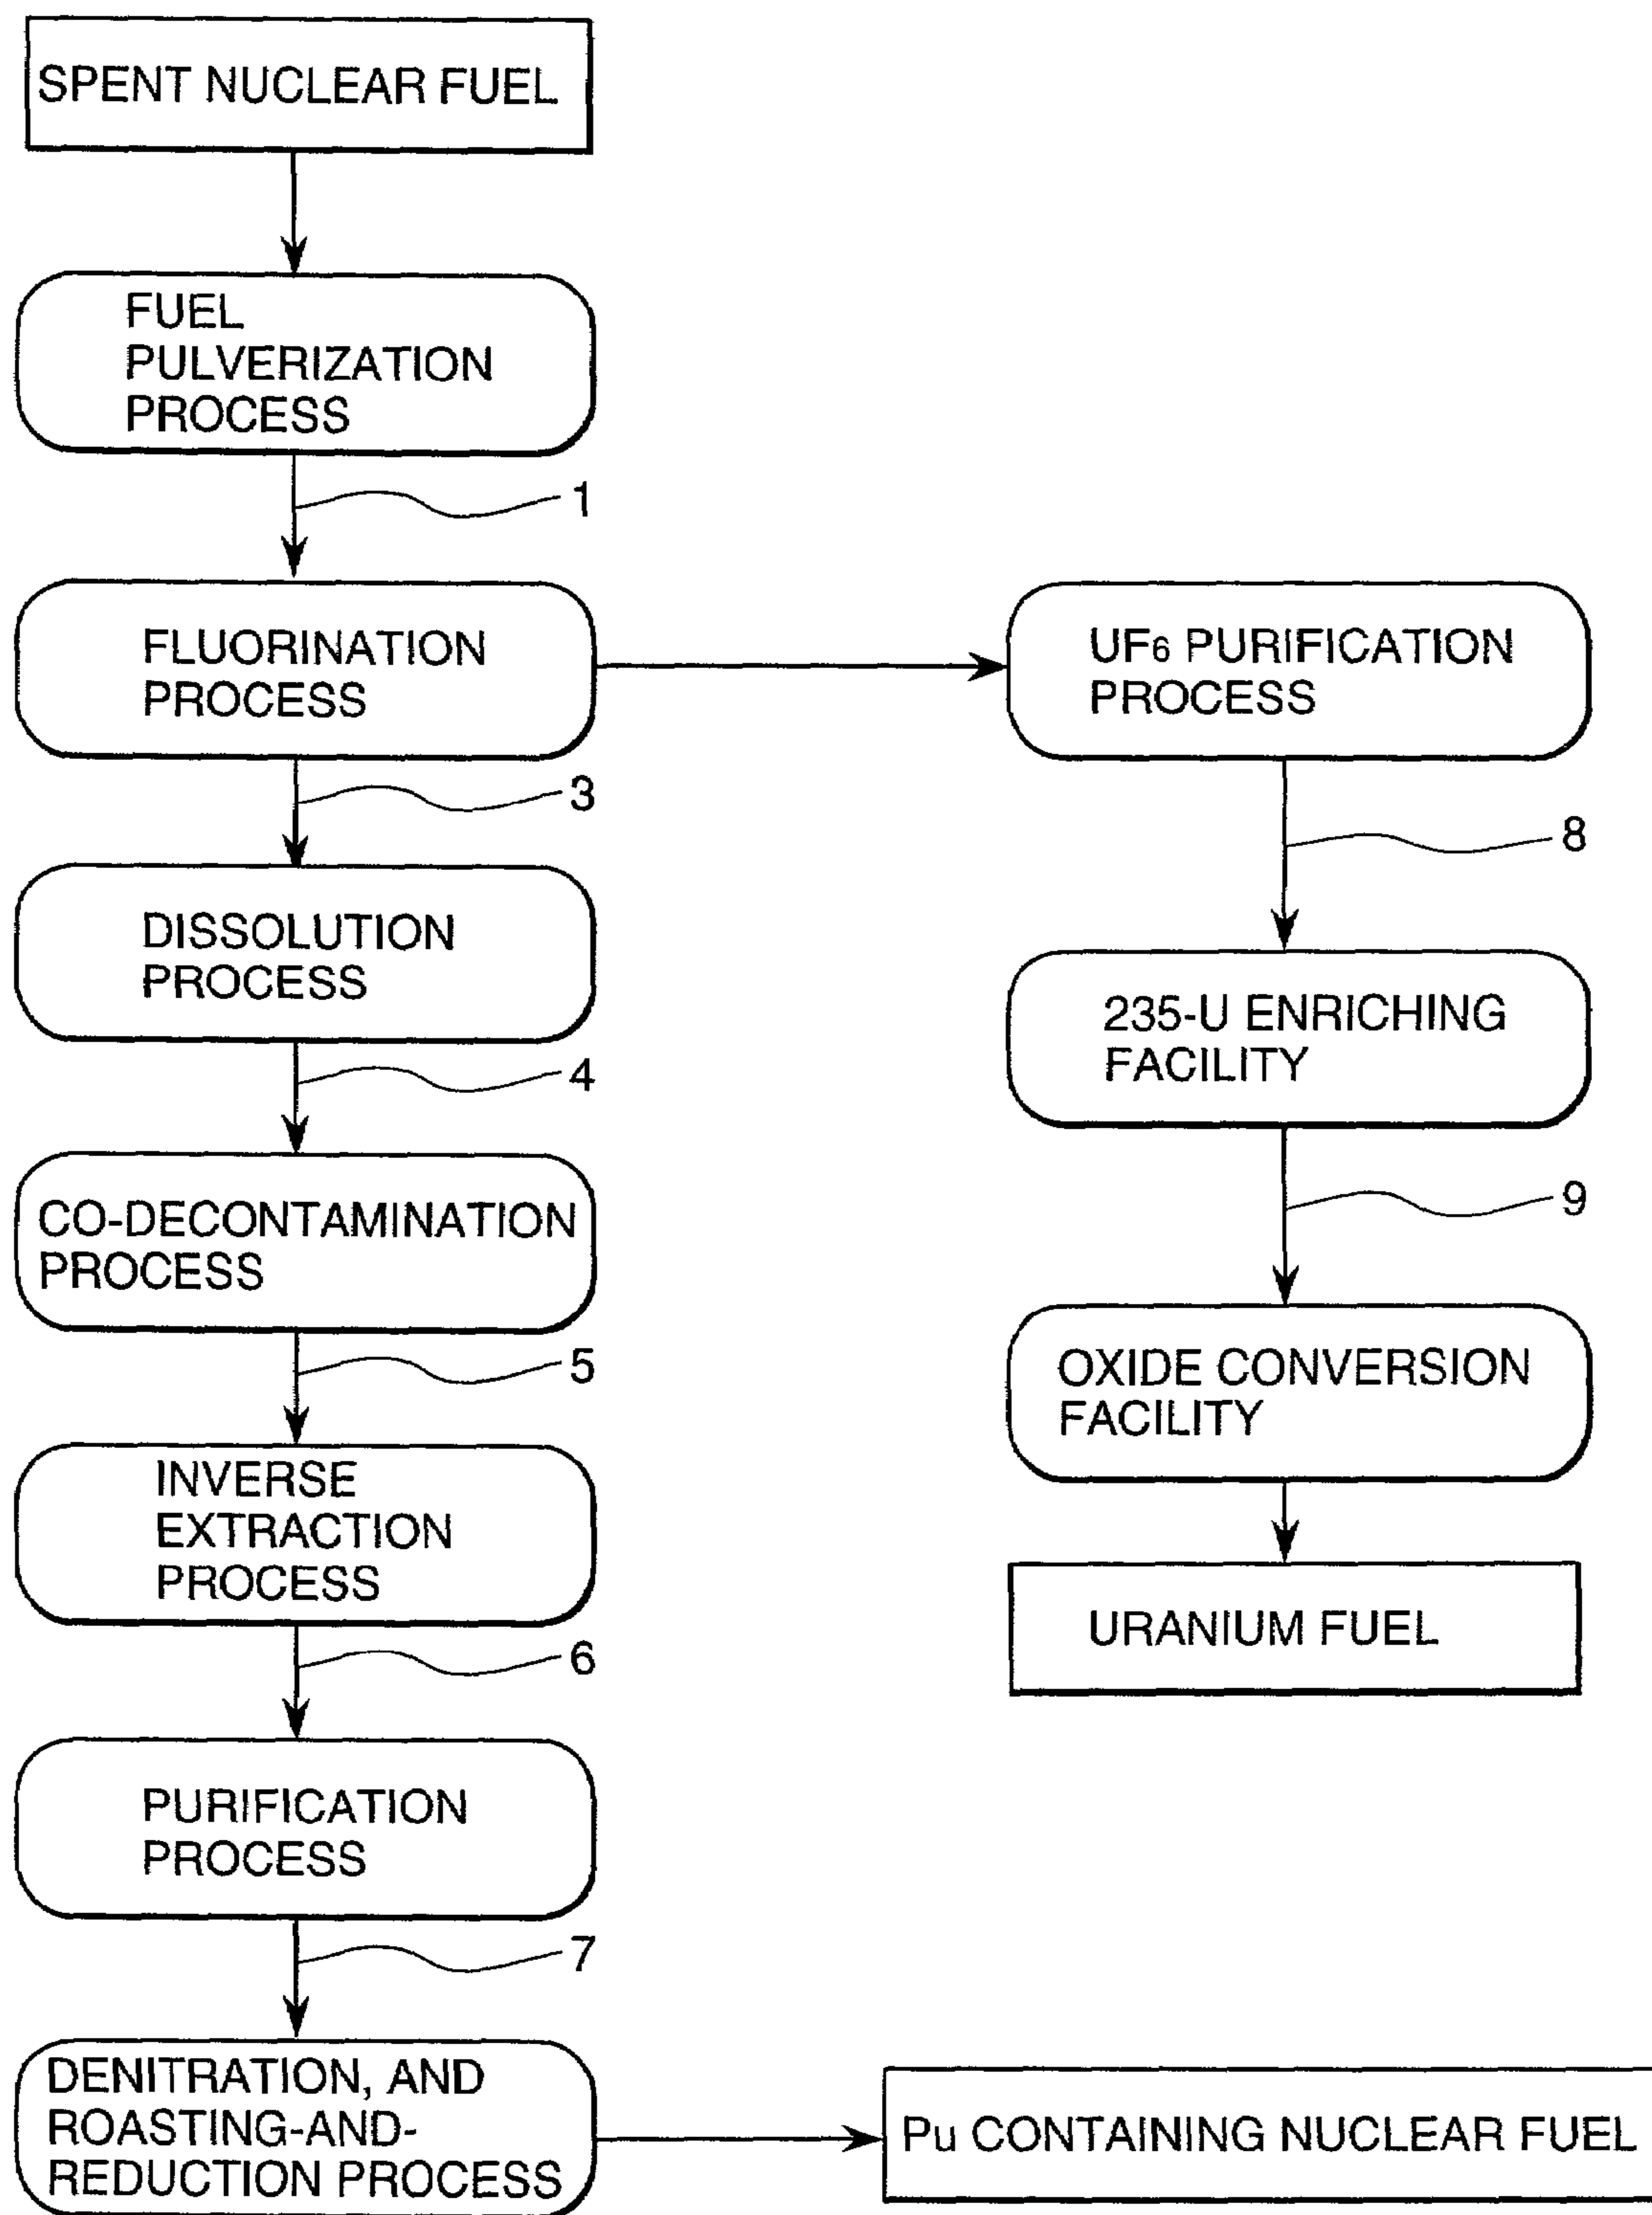 SPENT NUCLEAR FUEL
FUEL
PULVERIZATION
PROCESS
1
FLUORINATION
PROCESS
UF6 PURIFICATION
PROCESS
3
8
DISSOLUTION
PROCESS
235-U ENRICHING
FACILITY
4
CO-DECONTAMINATION
PROCESS
9
5
OXIDE CONVERSION
FACILITY
INVERSE
EXTRACTION
PROCESS
URANIUM FUEL
6
PURIFICATION
PROCESS
7
DENITRATION, AND
ROASTING-AND-
REDUCTION PROCESS
Pu CONTAINING NUCLEAR FUEL